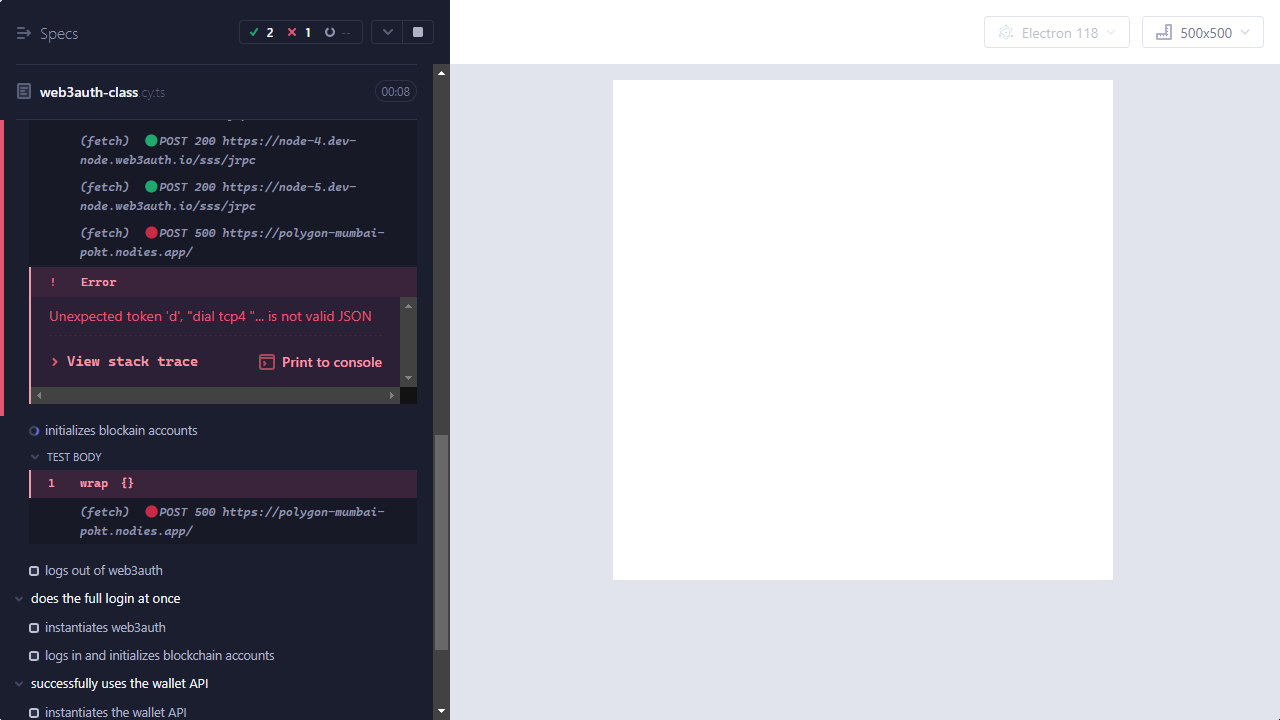 Specs
2
1
--
Electron 118
500x500
web3auth-class.cy.ts
00:08
(fetch) POST 200 https://node-4.dev-
node.web3auth.io/sss/jrpc
(fetch) POST 200 https://node-5.dev-
node.web3auth.io/sss/jrpc
(fetch) POST 500 https://polygon-mumbai-
pokt.nodies.app/
! Error
Unexpected token 'd', "dial tcp4 "... is not valid JSON
View stack trace
Print to console
initializes blockain accounts
TEST BODY
1 wrap {}
(fetch) POST 500 https://polygon-mumbai-
pokt.nodies.app/
logs out of web3auth
does the full login at once
instantiates web3auth
logs in and initializes blockchain accounts
successfully uses the wallet API
instantiates the wallet API